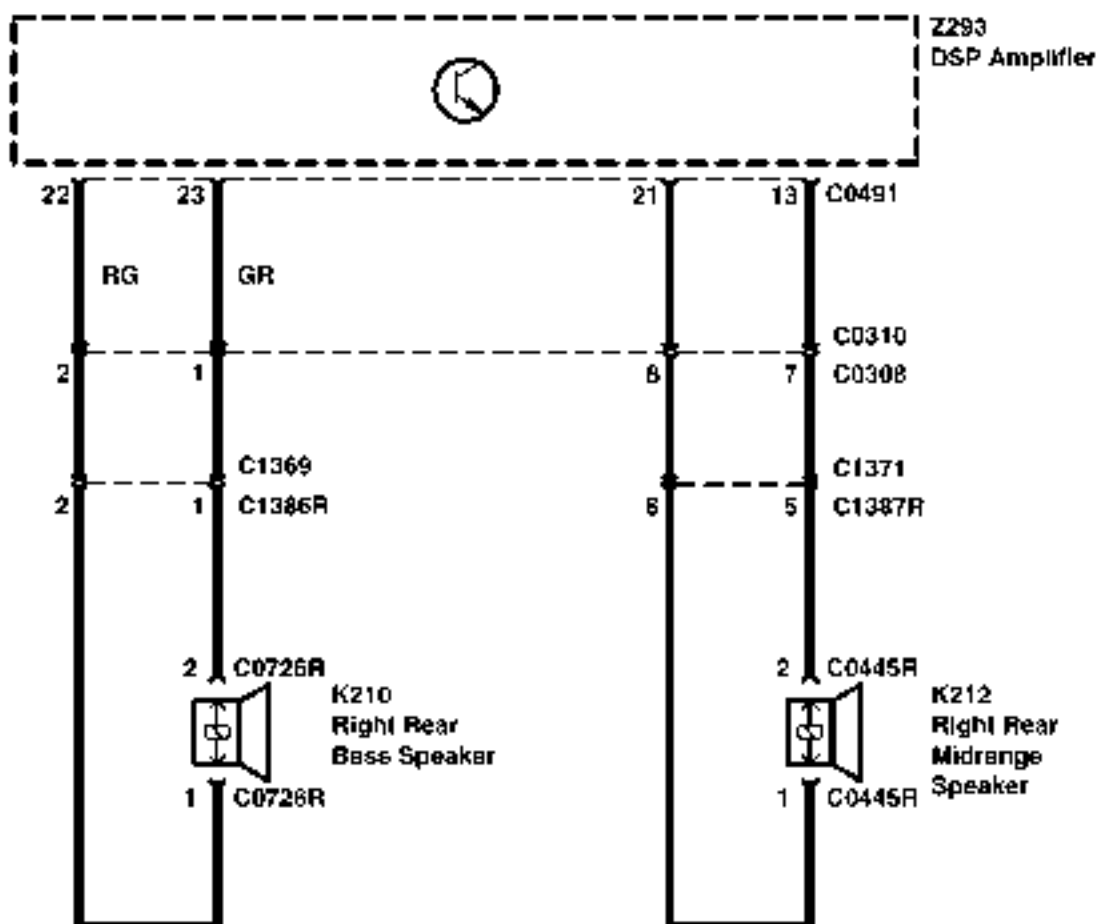 Z293
DSP Amplifier
22
23
21
13
C0491
RG
GR
C0310
2
1
8
7
C0308
C1369
C1371
2
1
C1386R
6
5
C1387R
2
C0726R
2
C0445R
K210
Right Rear
Bass Speaker
K212
Right Rear
Midrange
Speaker
1
C0726R
1
C0445R